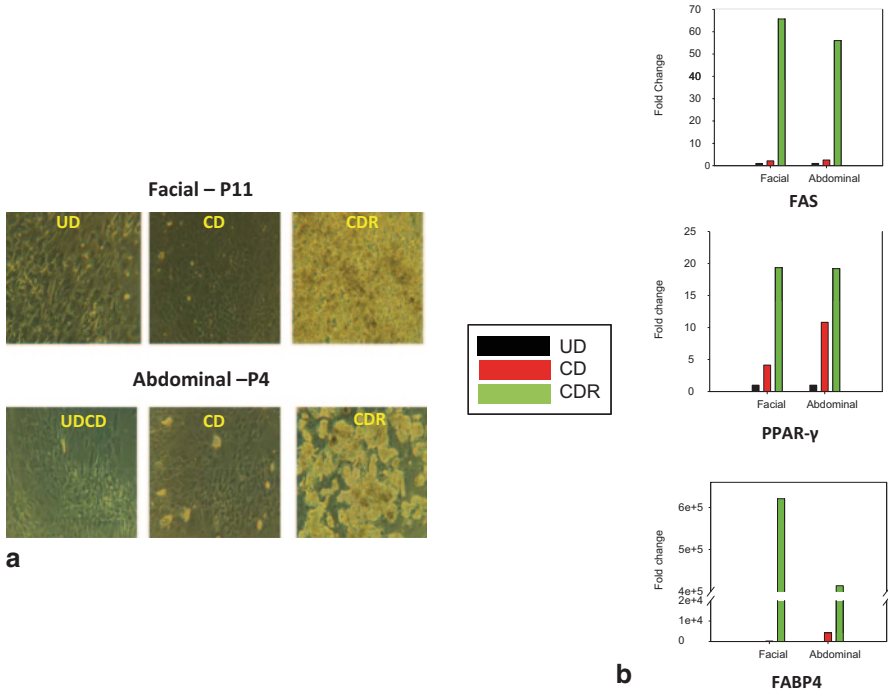 Facial – P11
UD
CD
CDR
Abdominal –P4
UDCD
CD
CDR
a
UD
CD
CDR
70
60
50
40
30
20
10
0
Fold Change
Facial
Abdominal
FAS
25
20
15
10
5
0
Fold change
Facial
Abdominal
PPAR-γ
6e+5
5e+5
4e+5
2e+4
1e+4
0
Fold change
Facial
Abdominal
FABP4
b